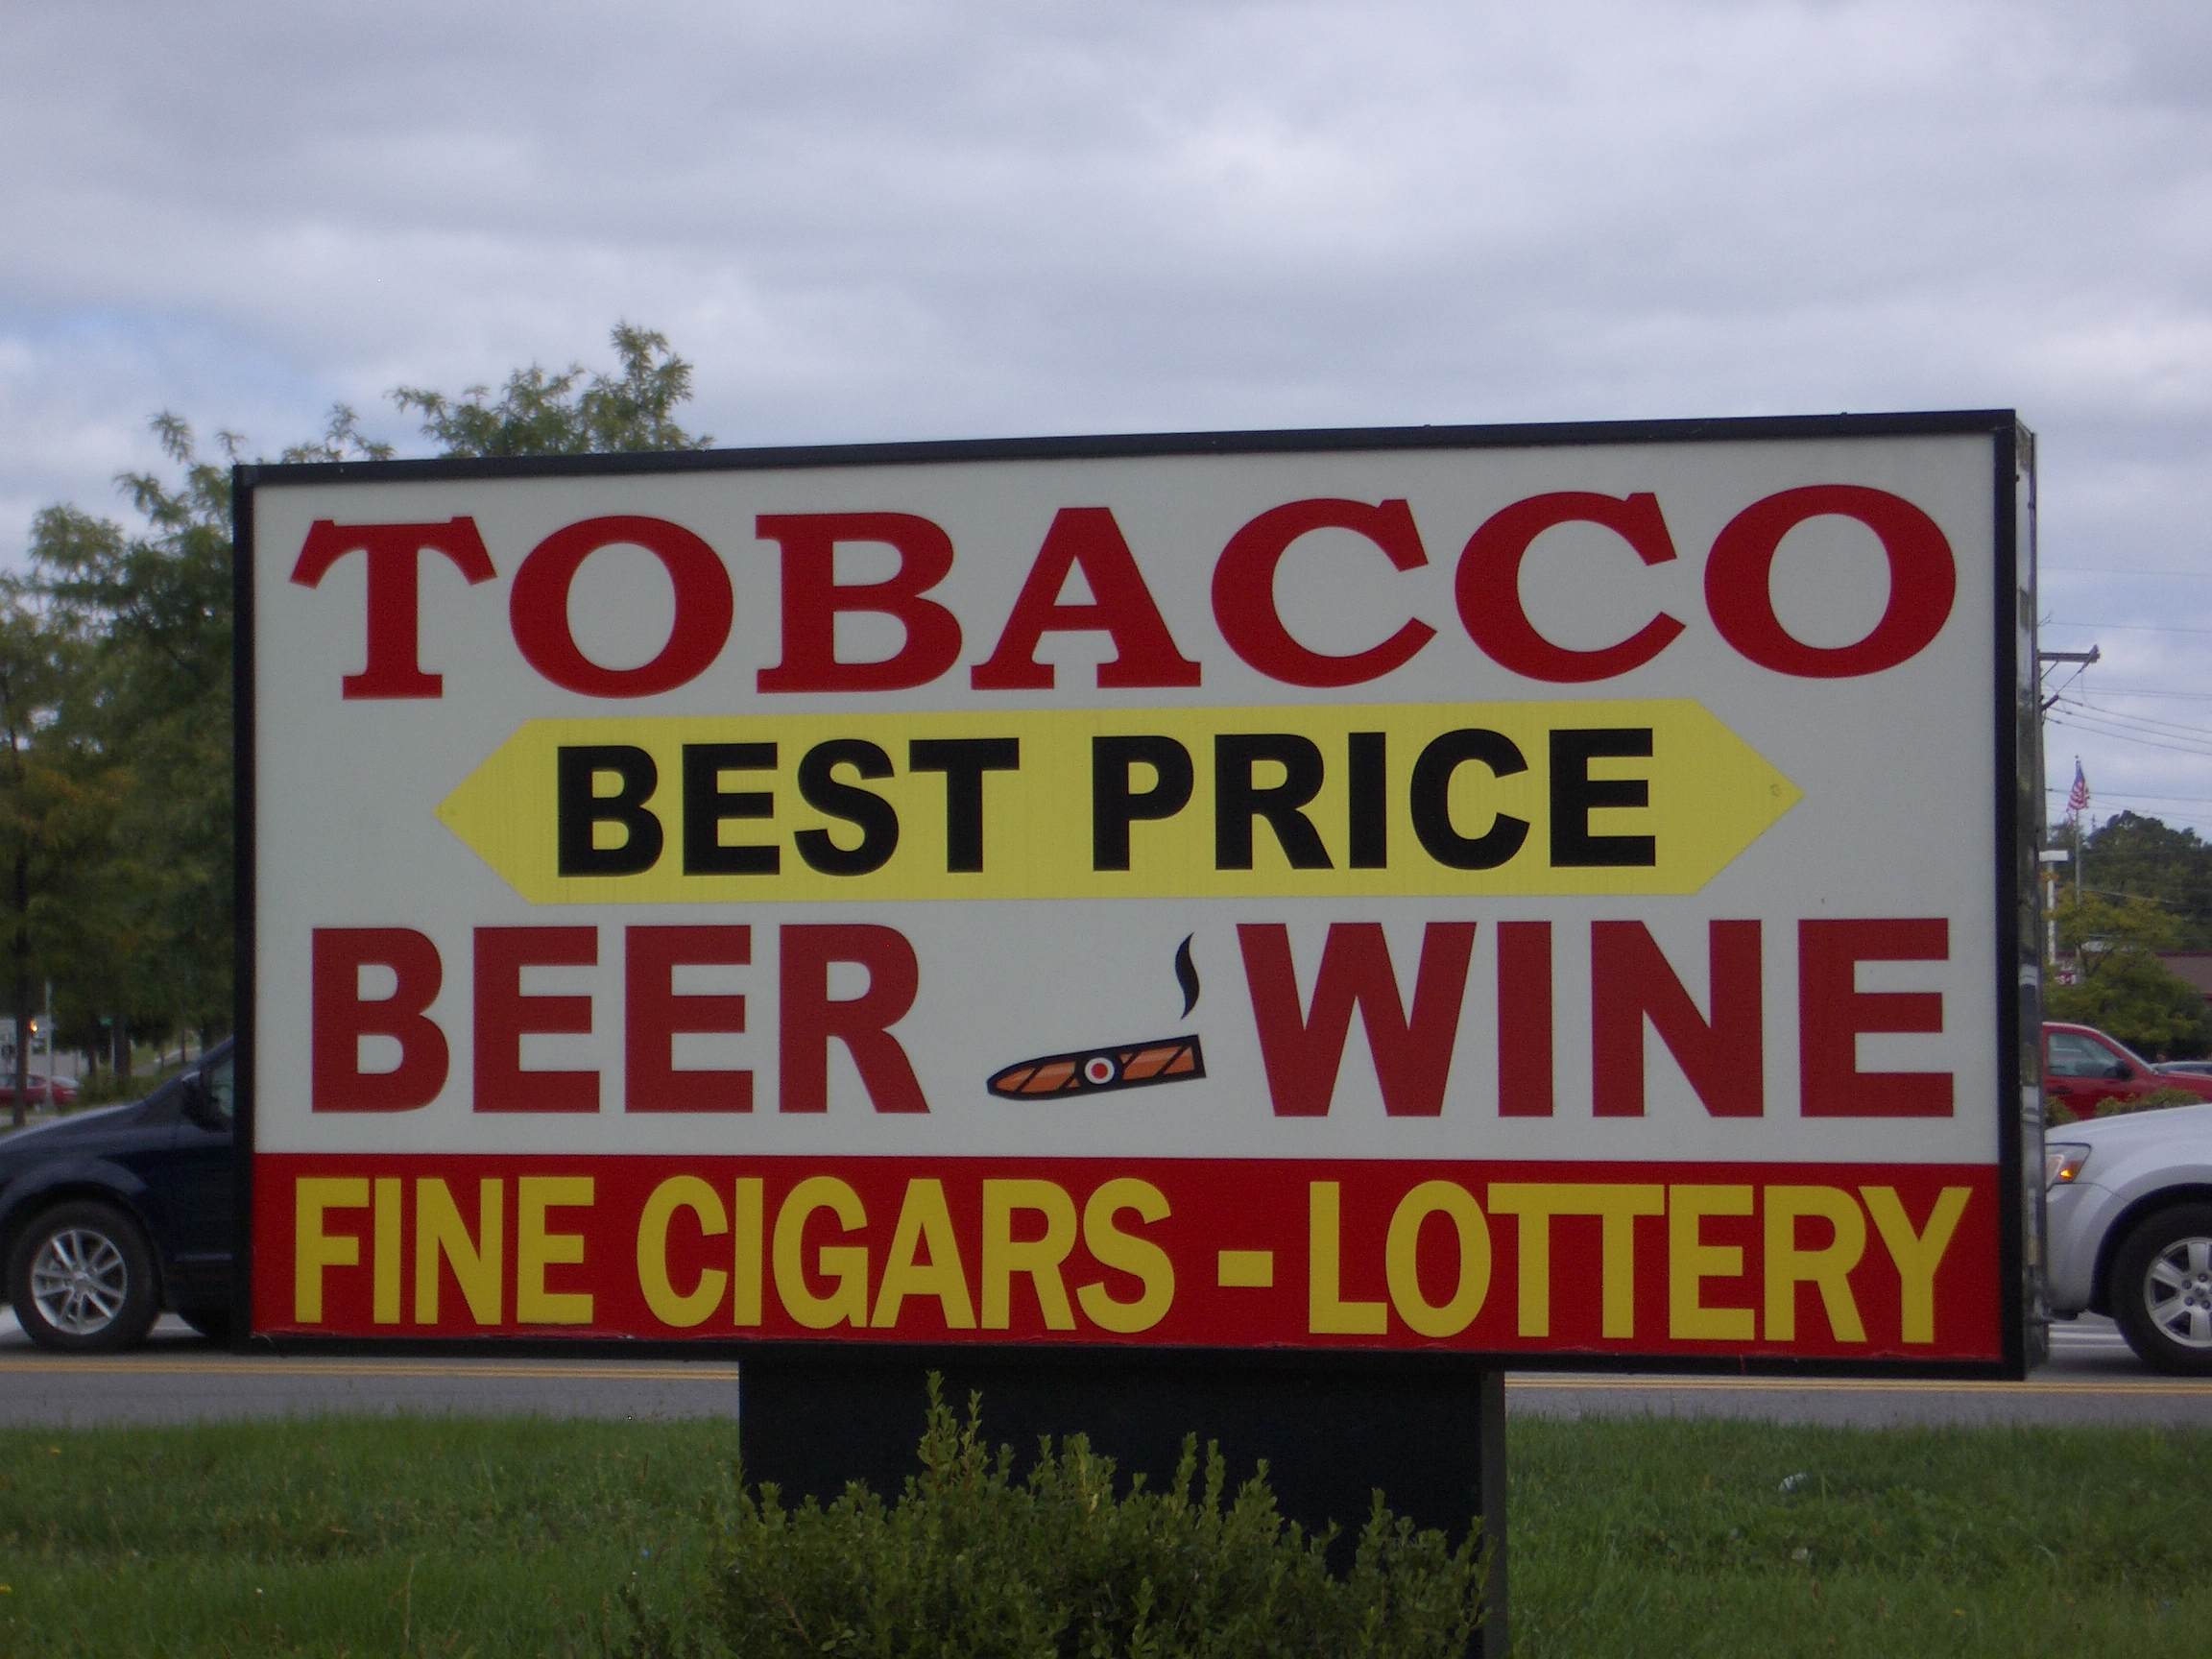 TOBACCO
BEST PRICE
BEER WINE
FINE CIGARS - LOTTERY